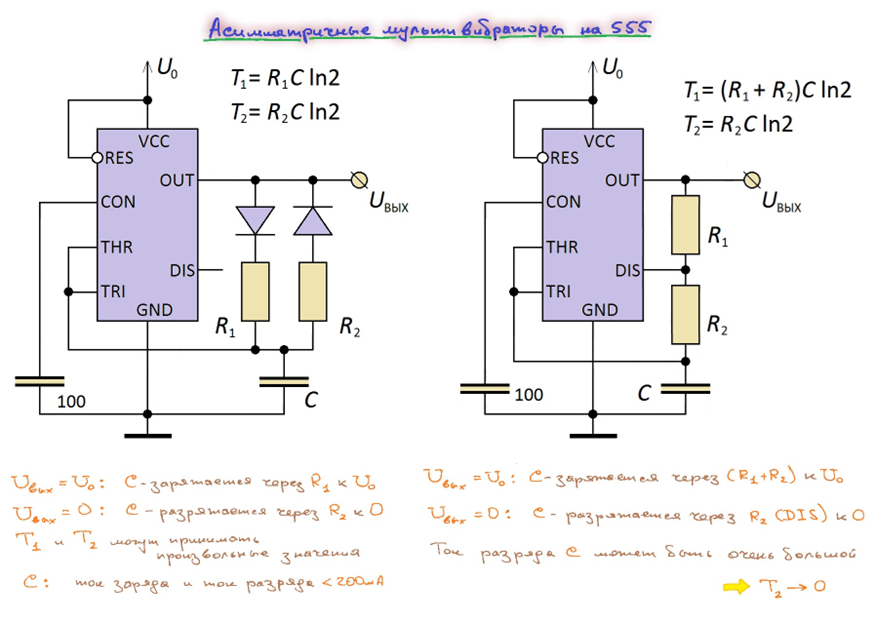 Асимметричные мультивибраторы на 555
U₀
T₁= R₁C ln2
T₂= R₂C ln2
VCC
RES
OUT
CON
Uвых
THR
DIS
TRI
GND
R₁
R₂
100
C
Uвых = U₀: C-заряжается через R₁ к U₀
Uвых = 0: C-разряжается через R₂ к 0
T₁ и T₂ могут принимать
произвольные значения
C: ток заряда и ток разряда < 200мА
U₀
T₁= (R₁ + R₂)C ln2
T₂= R₂C ln2
VCC
RES
OUT
CON
Uвых
R₁
THR
DIS
TRI
GND
R₂
100
C
Uвых = U₀: C-заряжается через (R₁+R₂) к U₀
Uвых = 0: C-разряжается через R₂ (DIS) к 0
Ток разряда C может быть очень большой
T₂ → 0